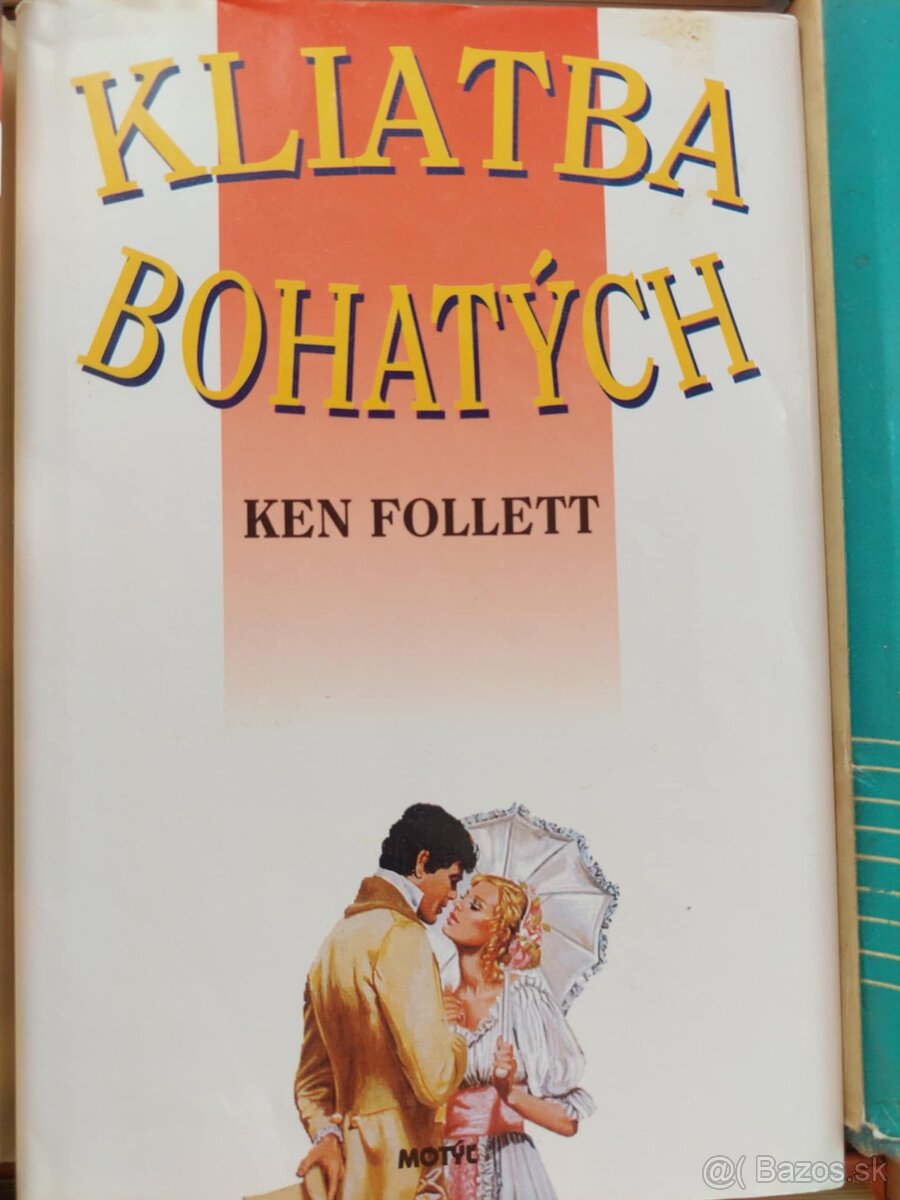 KLIATBA
BOHATÝCH
KEN FOLLETT
MOTÝĽ
@( Bazos.sk